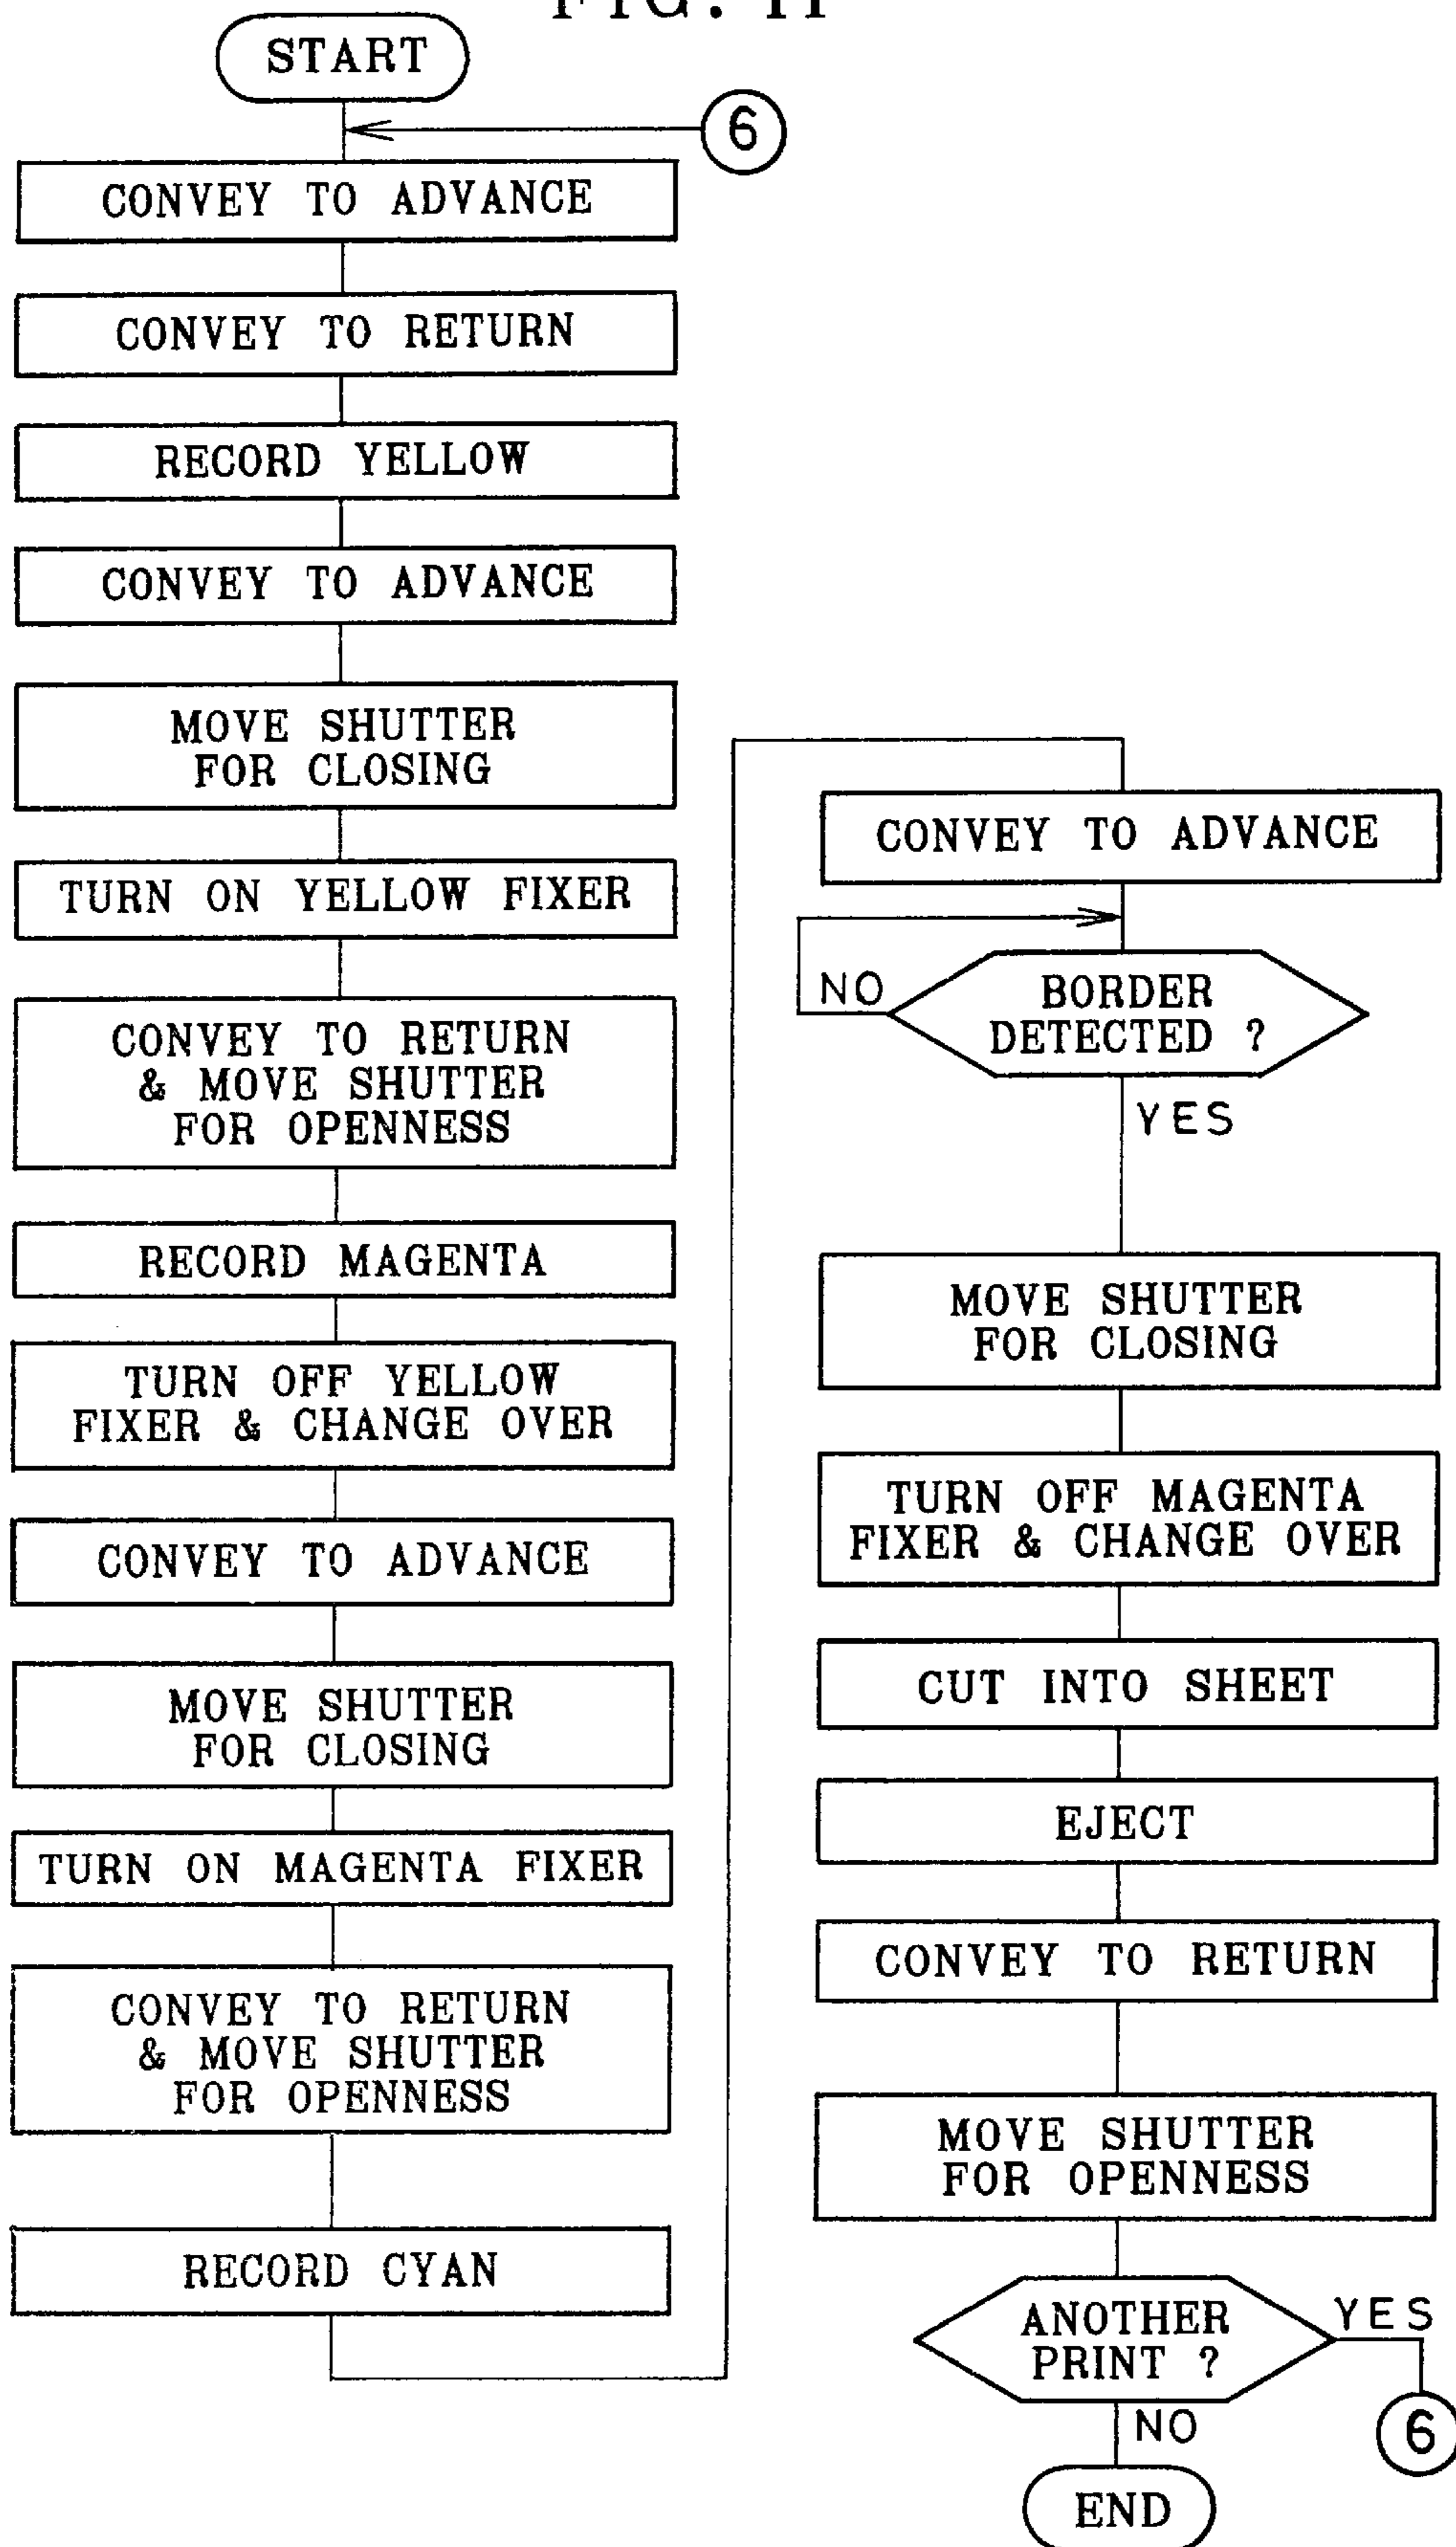 FIG. 11
START
6
CONVEY TO ADVANCE
CONVEY TO RETURN
RECORD YELLOW
CONVEY TO ADVANCE
MOVE SHUTTER
FOR CLOSING
TURN ON YELLOW FIXER
CONVEY TO RETURN
& MOVE SHUTTER
FOR OPENNESS
RECORD MAGENTA
TURN OFF YELLOW
FIXER & CHANGE OVER
CONVEY TO ADVANCE
MOVE SHUTTER
FOR CLOSING
TURN ON MAGENTA FIXER
CONVEY TO RETURN
& MOVE SHUTTER
FOR OPENNESS
RECORD CYAN
CONVEY TO ADVANCE
NO
BORDER
DETECTED ?
YES
MOVE SHUTTER
FOR CLOSING
TURN OFF MAGENTA
FIXER & CHANGE OVER
CUT INTO SHEET
EJECT
CONVEY TO RETURN
MOVE SHUTTER
FOR OPENNESS
ANOTHER
PRINT ?
YES
6
NO
END